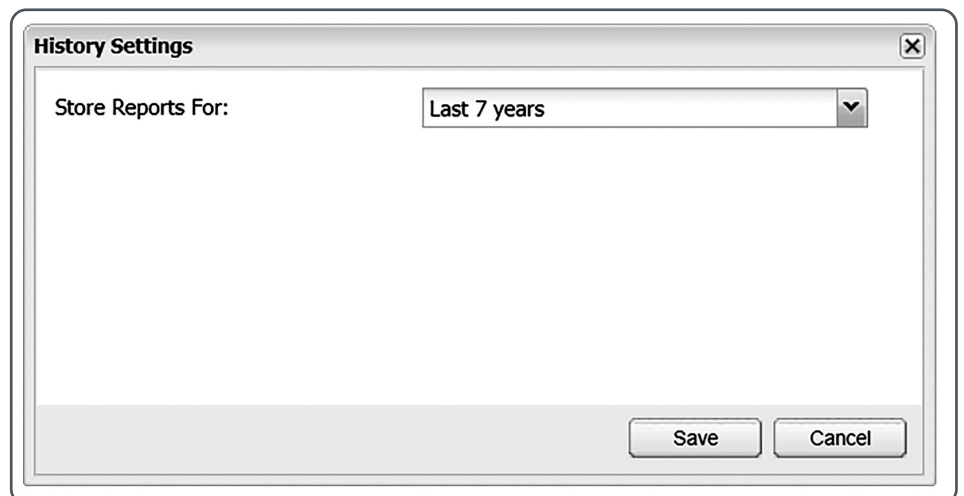 History Settings
Store Reports For:
Last 7 years
Save
Cancel